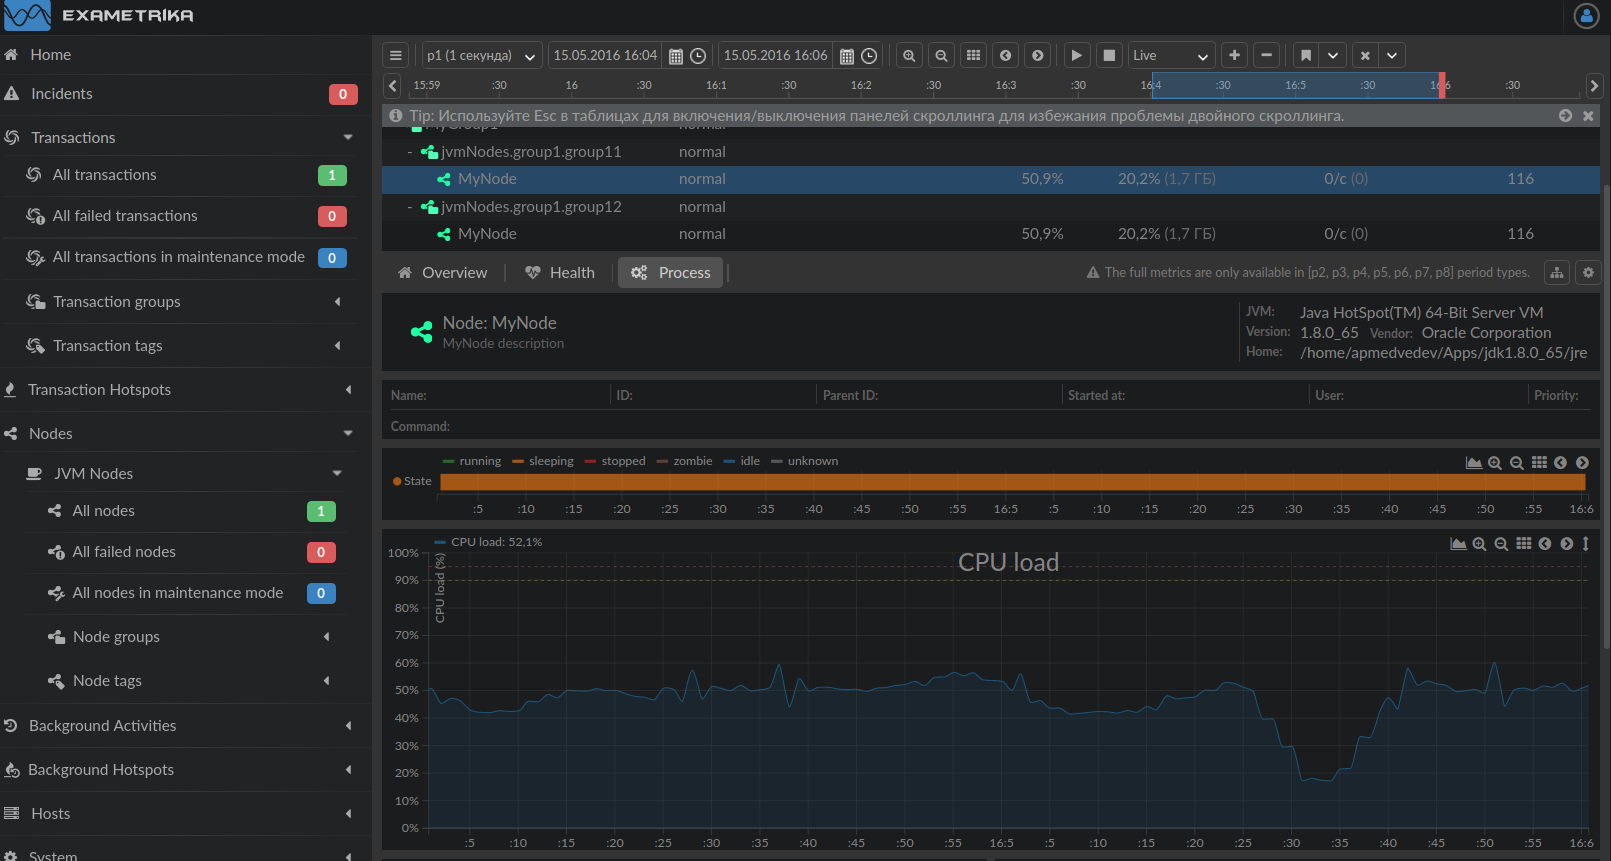 EXAMETRIKA
Home
Incidents 0
Transactions
All transactions 1
All failed transactions 0
All transactions in maintenance mode 0
Transaction groups
Transaction tags
Transaction Hotspots
Nodes
JVM Nodes
All nodes 1
All failed nodes 0
All nodes in maintenance mode 0
Node groups
Node tags
Background Activities
Background Hotspots
Hosts
System
p1 (1 секунда) 15.05.2016 16:04 15.05.2016 16:06 Live
15:59 :30 16 :30 16:1 :30 16:2 :30 16:3 :30 16:4 :30 16:5 :30 16:6 :30
Tip: Используйте Esc в таблицах для включения/выключения панелей скроллинга для избежания проблемы двойного скроллинга.
MyGroup1
- jvmNodes.group1.group11 normal
MyNode normal 50,9% 20,2% (1,7 ГБ) 0/с (0) 116
- jvmNodes.group1.group12 normal
MyNode normal 50,9% 20,2% (1,7 ГБ) 0/с (0) 116
Overview Health Process The full metrics are only available in [p2, p3, p4, p5, p6, p7, p8] period types.
Node: MyNode
MyNode description
JVM: Java HotSpot(TM) 64-Bit Server VM
Version: 1.8.0_65 Vendor: Oracle Corporation
Home: /home/apmedvedev/Apps/jdk1.8.0_65/jre
Name: ID: Parent ID: Started at: User: Priority:
Command:
running sleeping stopped zombie idle unknown
State
:5 :10 :15 :20 :25 :30 :35 :40 :45 :50 :55 16:5 :5 :10 :15 :20 :25 :30 :35 :40 :45 :50 :55 16:6
CPU load: 52,1%
CPU load
CPU load (%)
100%
90%
80%
70%
60%
50%
40%
30%
20%
10%
0%
:5 :10 :15 :20 :25 :30 :35 :40 :45 :50 :55 16:5 :5 :10 :15 :20 :25 :30 :35 :40 :45 :50 :55 16:6